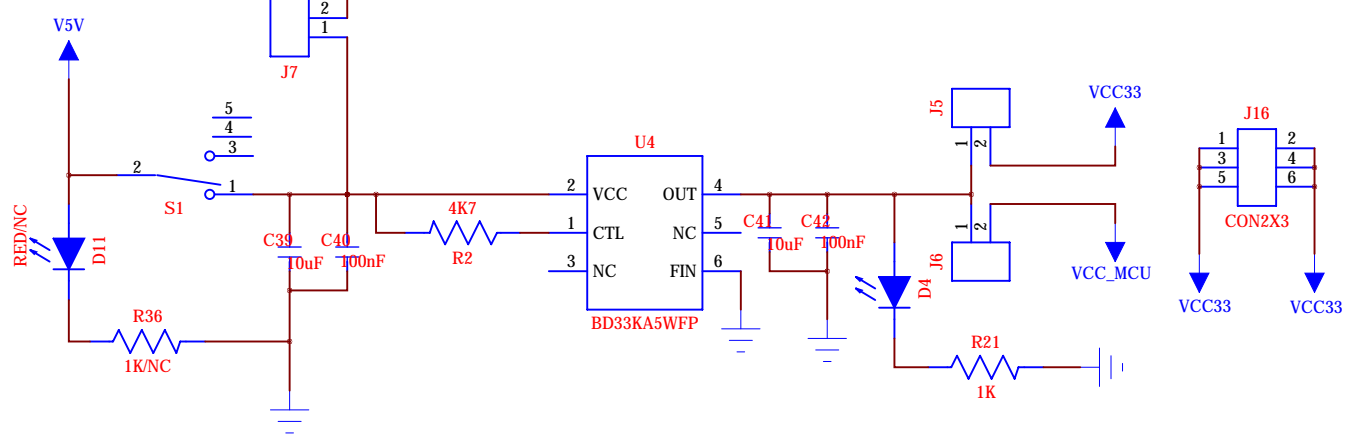 V5V
2
1
J7
5
4
3
2
1
S1
RED/NC
D11
R36
1K/NC
C39
10uF
C40
100nF
4K7
R2
U4
2 VCC OUT 4
1 CTL NC 5
3 NC FIN 6
BD33KA5WFP
C41
10uF
C42
100nF
D4
R21
1K
J5
1
2
VCC33
J6
1
2
VCC_MCU
J16
1 2
3 4
5 6
CON2X3
VCC33
VCC33